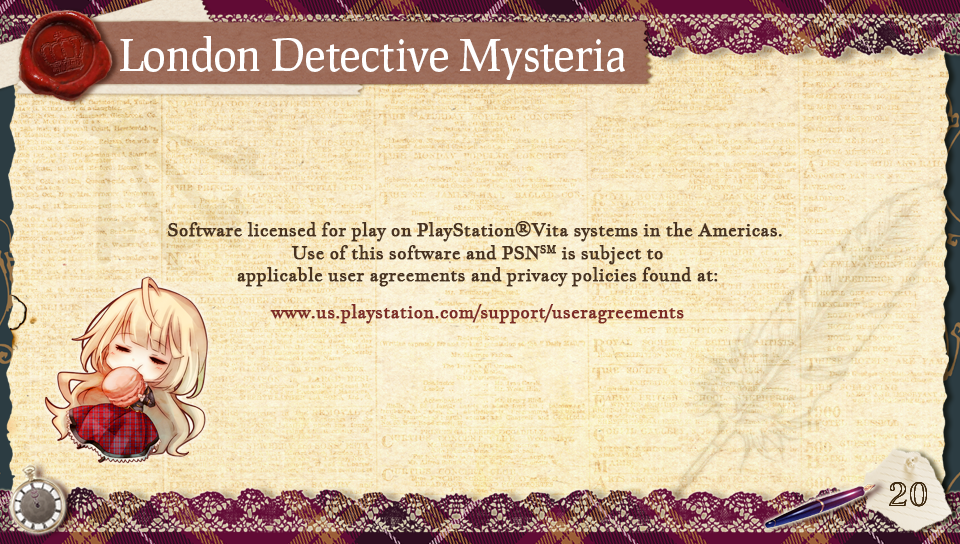 London Detective Mysteria
Software licensed for play on PlayStation®Vita systems in the Americas.
Use of this software and PSN℠ is subject to
applicable user agreements and privacy policies found at:
www.us.playstation.com/support/useragreements
20